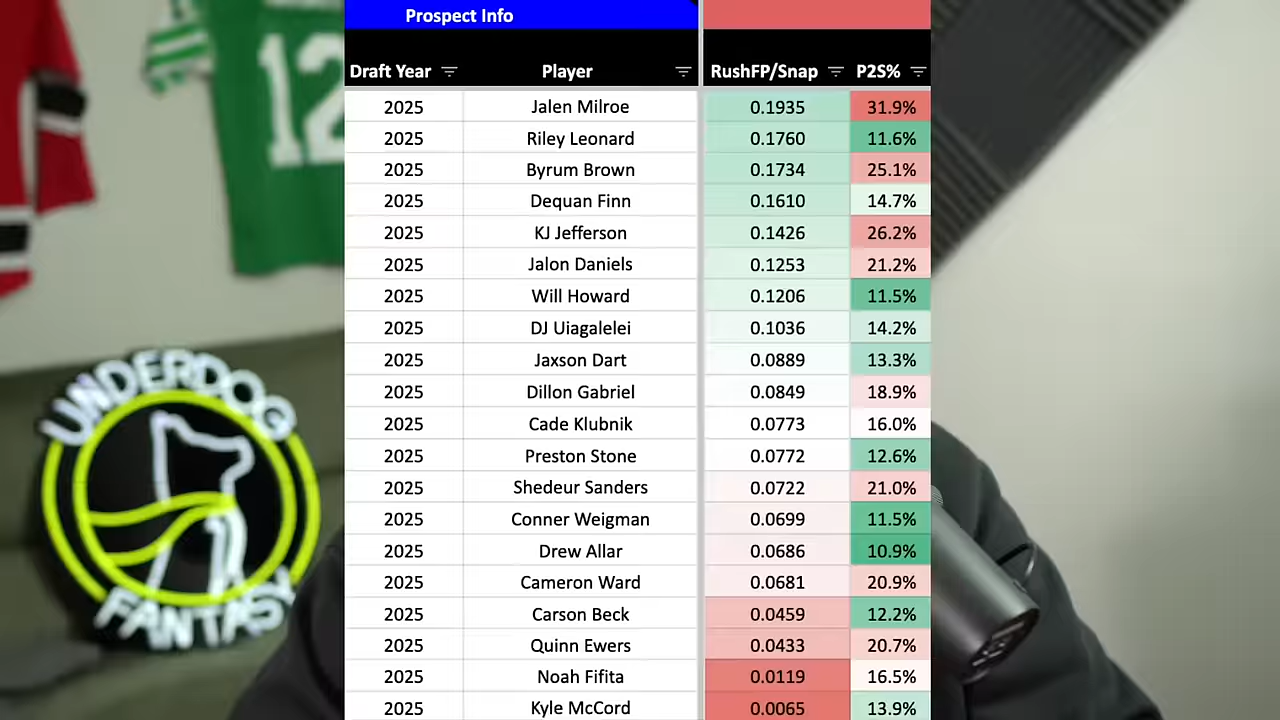 Prospect Info
Draft Year Player RushFP/Snap P2S%
2025 Jalen Milroe 0.1935 31.9%
2025 Riley Leonard 0.1760 11.6%
2025 Byrum Brown 0.1734 25.1%
2025 Dequan Finn 0.1610 14.7%
2025 KJ Jefferson 0.1426 26.2%
2025 Jalon Daniels 0.1253 21.2%
2025 Will Howard 0.1206 11.5%
2025 DJ Uiagalelei 0.1036 14.2%
2025 Jaxson Dart 0.0889 13.3%
2025 Dillon Gabriel 0.0849 18.9%
2025 Cade Klubnik 0.0773 16.0%
2025 Preston Stone 0.0772 12.6%
2025 Shedeur Sanders 0.0722 21.0%
2025 Conner Weigman 0.0699 11.5%
2025 Drew Allar 0.0686 10.9%
2025 Cameron Ward 0.0681 20.9%
2025 Carson Beck 0.0459 12.2%
2025 Quinn Ewers 0.0433 20.7%
2025 Noah Fifita 0.0119 16.5%
2025 Kyle McCord 0.0065 13.9%
12
UNDERDOG
FANTASY